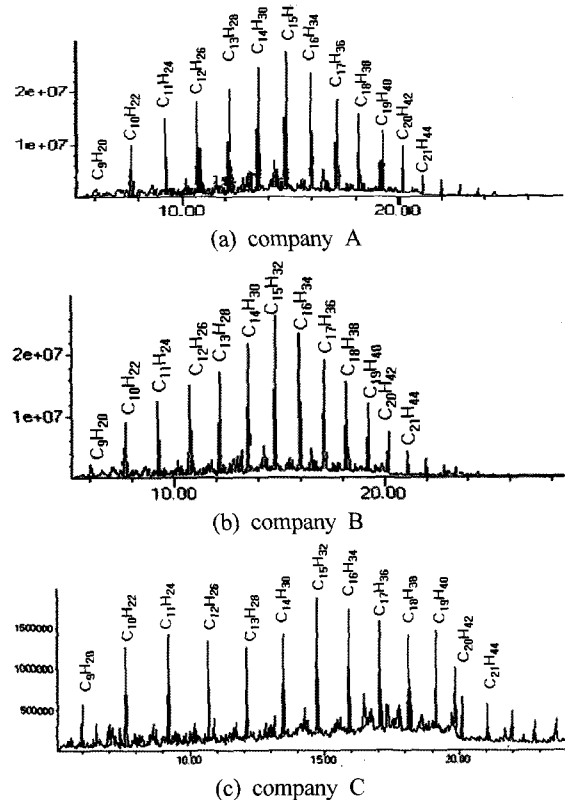 2e+07
1e+07
C₉H₂₀
C₁₀H₂₂
C₁₁H₂₄
C₁₂H₂₆
C₁₃H₂₈
C₁₄H₃₀
C₁₅H
C₁₆H₃₄
C₁₇H₃₆
C₁₈H₃₈
C₁₉H₄₀
C₂₀H₄₂
C₂₁H₄₄
10.00
20.00
(a) company A
2e+07
1e+07
C₉H₂₀
C₁₀H₂₂
C₁₁H₂₄
C₁₂H₂₆
C₁₃H₂₈
C₁₄H₃₀
C₁₅H₃₂
C₁₆H₃₄
C₁₇H₃₆
C₁₈H₃₈
C₁₉H₄₀
C₂₀H₄₂
C₂₁H₄₄
10.00
20.00
(b) company B
1500000
1000000
500000
C₉H₂₀
C₁₀H₂₂
C₁₁H₂₄
C₁₂H₂₆
C₁₃H₂₈
C₁₄H₃₀
C₁₅H₃₂
C₁₆H₃₄
C₁₇H₃₆
C₁₈H₃₈
C₁₉H₄₀
C₂₀H₄₂
C₂₁H₄₄
10.00
15.00
20.00
(c) company C